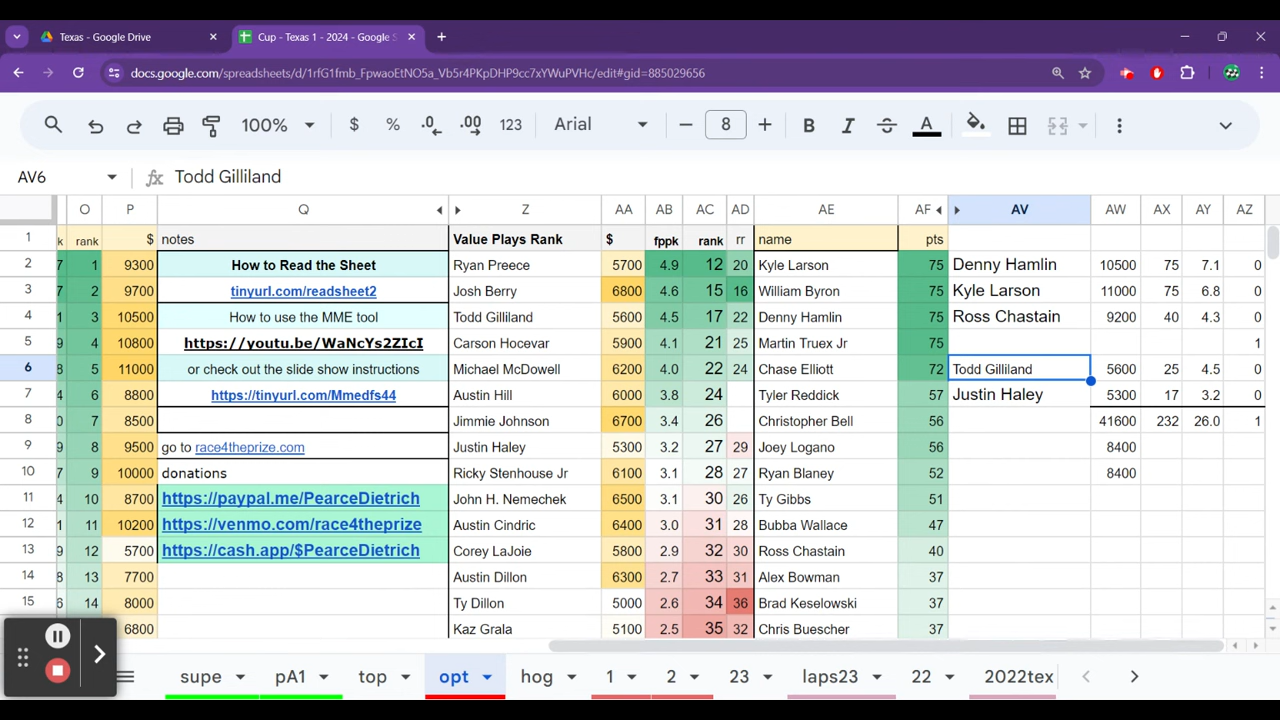 Texas - Google Drive
Cup - Texas 1 - 2024 - Google S
docs.google.com/spreadsheets/d/1rfG1fmb_FpwaoEtNO5a_Vb5r4PKpDHP9cc7xYWuPVHc/edit#gid=885029656
100% $ % .0 .00 123 Arial 8 B I A
AV6 fx Todd Gilliland
O P Q Z AA AB AC AD AE AF AV AW AX AY AZ
1 k rank $ notes Value Plays Rank $ fppk rank rr name pts
2 7 1 9300 How to Read the Sheet Ryan Preece 5700 4.9 12 20 Kyle Larson 75 Denny Hamlin 10500 75 7.1 0
3 7 2 9700 tinyurl.com/readsheet2 Josh Berry 6800 4.6 15 16 William Byron 75 Kyle Larson 11000 75 6.8 0
4 1 3 10500 How to use the MME tool Todd Gilliland 5600 4.5 17 22 Denny Hamlin 75 Ross Chastain 9200 40 4.3 0
5 9 4 10800 https://youtu.be/WaNcYs2ZIcI Carson Hocevar 5900 4.1 21 25 Martin Truex Jr 75 1
6 8 5 11000 or check out the slide show instructions Michael McDowell 6200 4.0 22 24 Chase Elliott 72 Todd Gilliland 5600 25 4.5 0
7 4 6 8800 https://tinyurl.com/Mmedfs44 Austin Hill 6000 3.8 24 Tyler Reddick 57 Justin Haley 5300 17 3.2 0
8 0 7 8500 Jimmie Johnson 6700 3.4 26 Christopher Bell 56 41600 232 26.0 1
9 7 8 9500 go to race4theprize.com Justin Haley 5300 3.2 27 29 Joey Logano 56 8400
10 7 9 10000 donations Ricky Stenhouse Jr 6100 3.1 28 27 Ryan Blaney 52 8400
11 4 10 8700 https://paypal.me/PearceDietrich John H. Nemechek 6500 3.1 30 26 Ty Gibbs 51
12 1 11 10200 https://venmo.com/race4theprize Austin Cindric 6400 3.0 31 28 Bubba Wallace 47
13 9 12 5700 https://cash.app/$PearceDietrich Corey LaJoie 5800 2.9 32 30 Ross Chastain 40
14 8 13 7700 Austin Dillon 6300 2.7 33 31 Alex Bowman 37
15 6 14 8000 Ty Dillon 5000 2.6 34 36 Brad Keselowski 37
6 6800 Kaz Grala 5100 2.5 35 32 Chris Buescher 37
supe pA1 top opt hog 1 2 23 laps23 22 2022tex